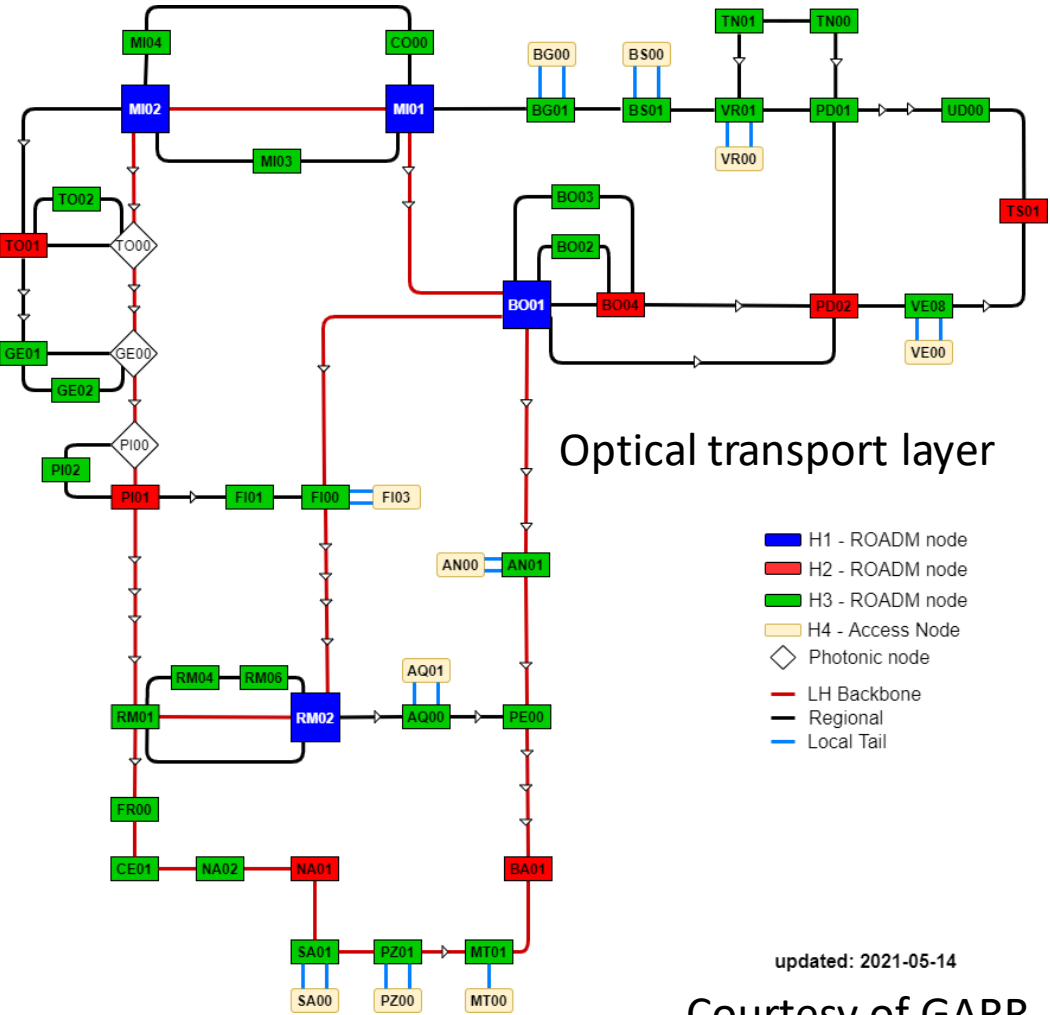 TN01 TN00
MI04 CO00
BG00 BS00
MI02 MI01 BG01 BS01 VR01 PD01 UD00
MI03 VR00
TO02 BO03
TO01 TO00 BO02 TS01
BO01 BO04 PD02 VE08
GE01 GE00 VE00
GE02
PI00
Optical transport layer
PI02
PI01 FI01 FI00 FI03
H1 - ROADM node
AN00 AN01
H2 - ROADM node
H3 - ROADM node
H4 - Access Node
Photonic node
RM04 RM06 AQ01
LH Backbone
RM01 RM02 AQ00 PE00
Regional
Local Tail
FR00
CE01 NA02 NA01 BA01
SA01 PZ01 MT01
updated: 2021-05-14
SA00 PZ00 MT00
Courtesy of GARR